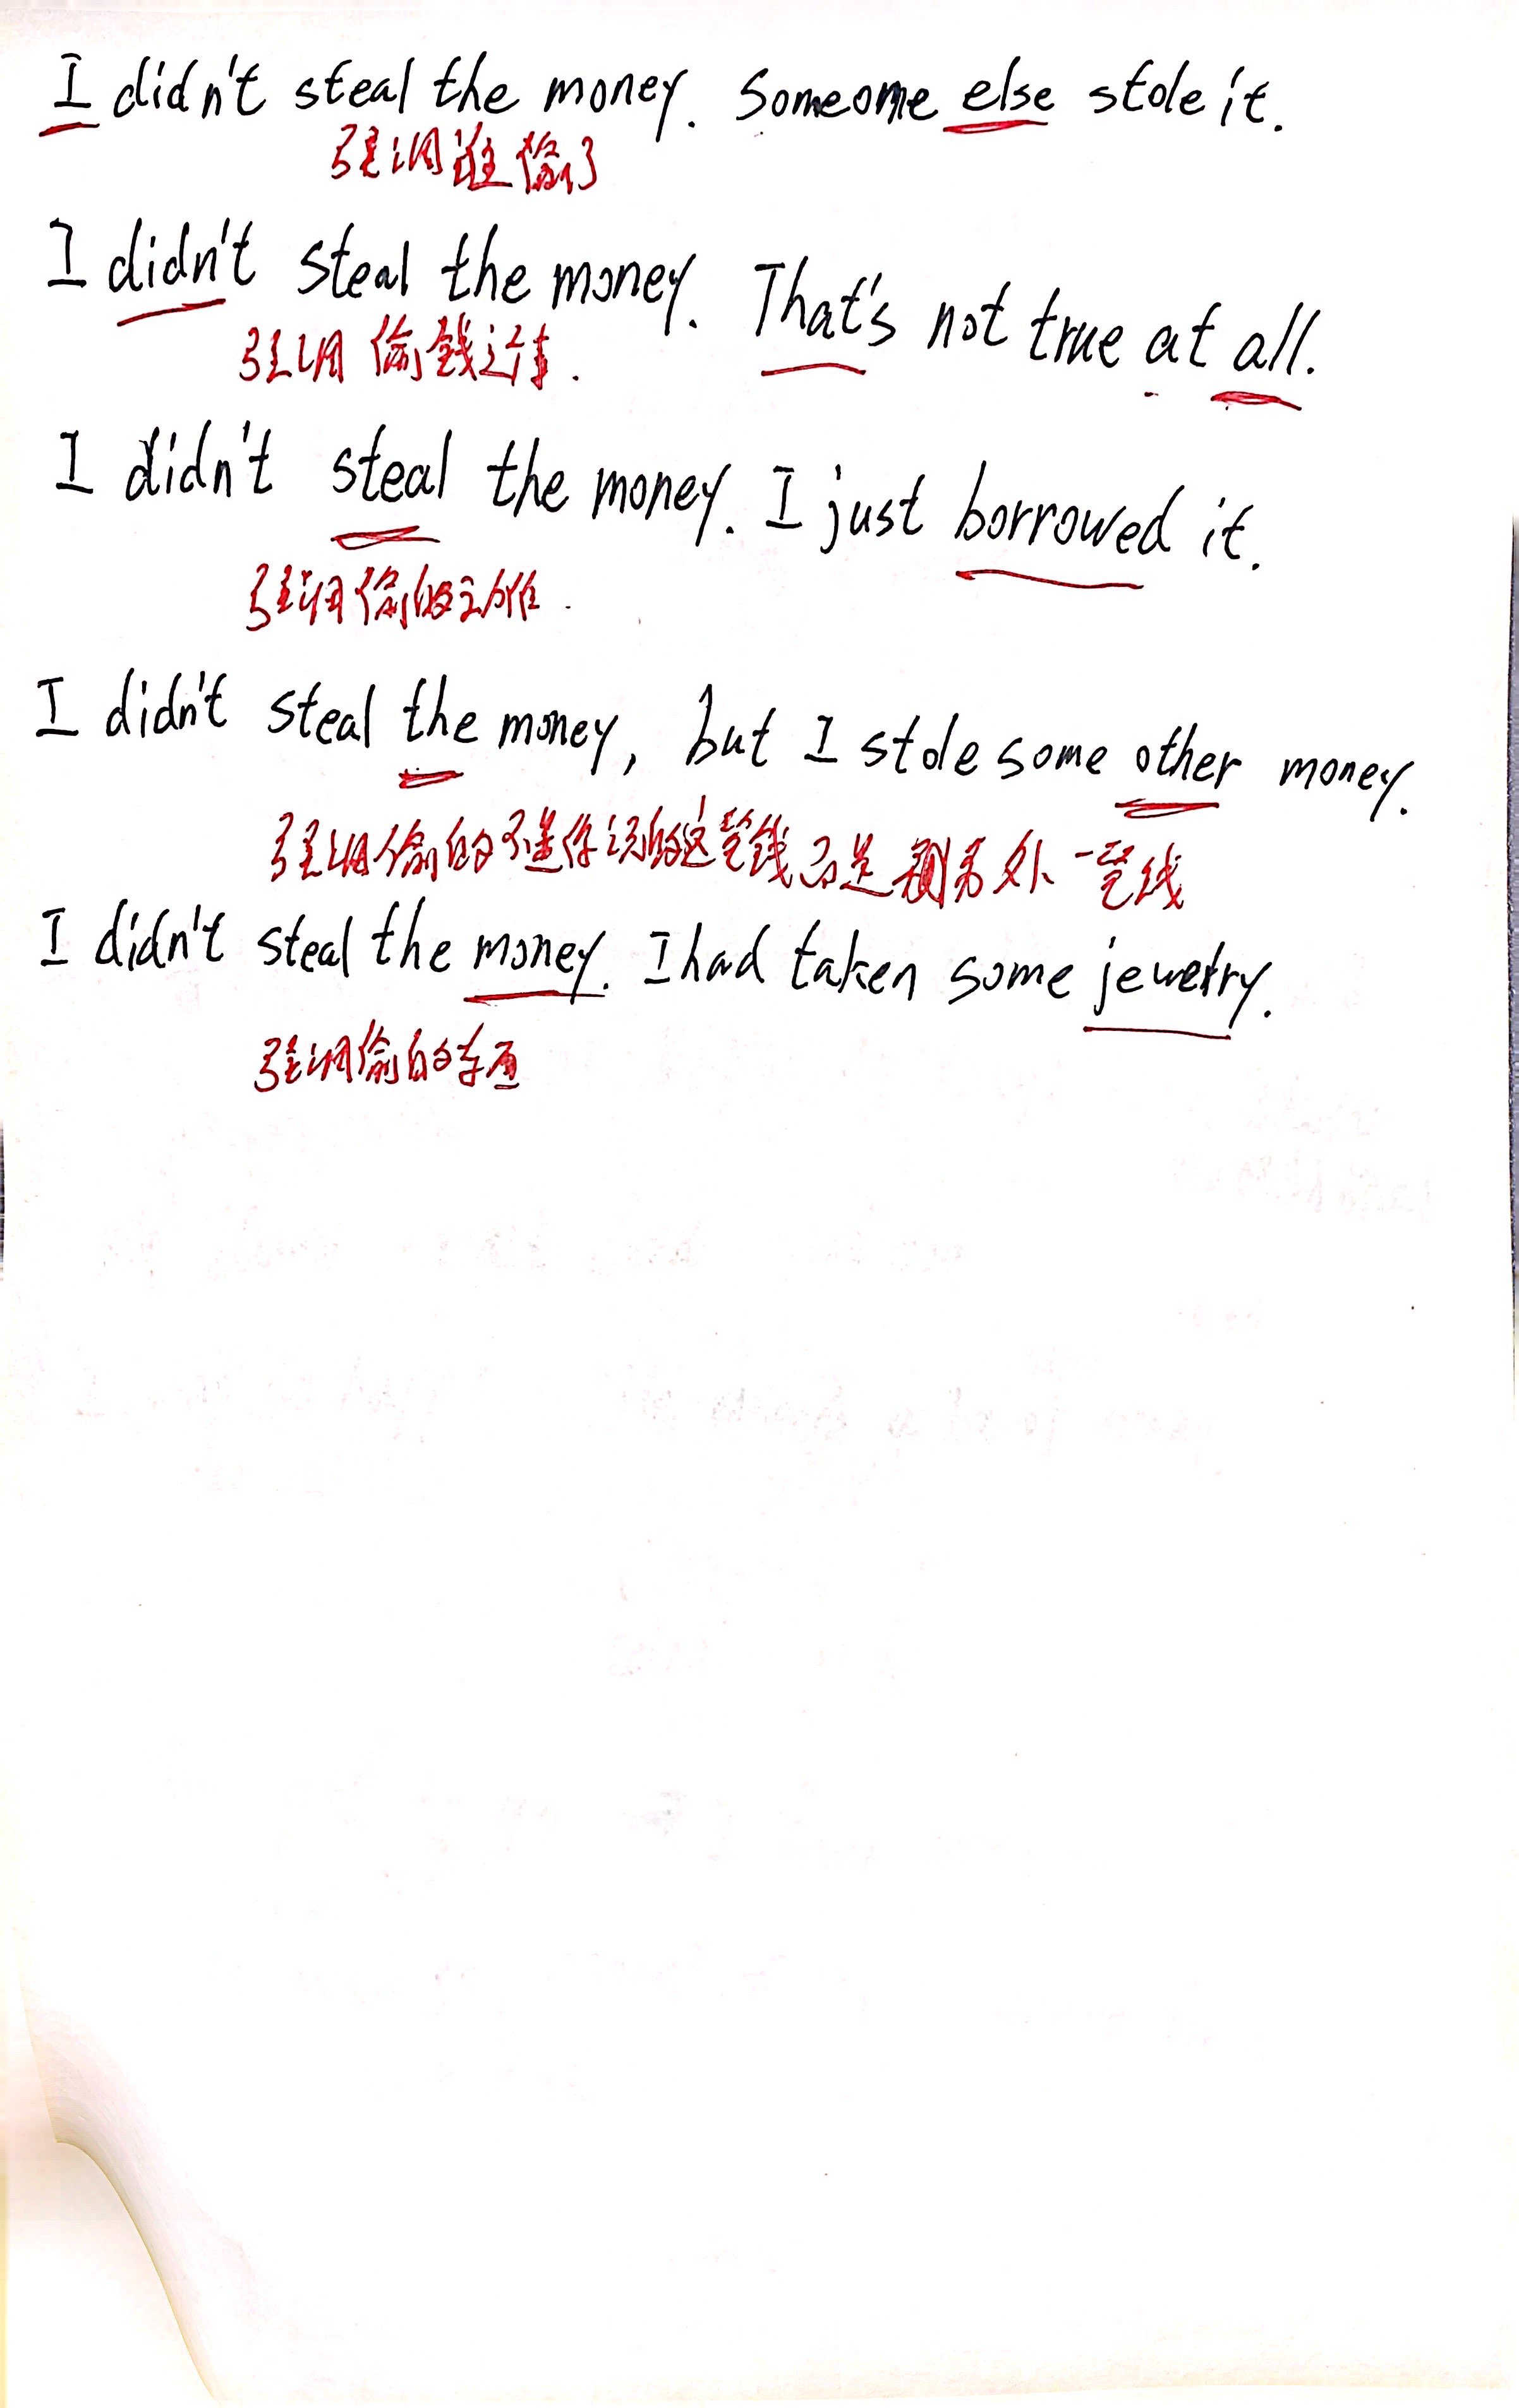 I didn't steal the money. Someome else stole it.
强调谁偷了
I didn't steal the money. That's not true at all.
强调偷钱这件事.
I didn't steal the money. I just borrowed it.
强调偷的动作.
I didn't steal the money, but I stole some other money.
强调偷的不是你说的这笔钱而是 另外一笔钱
I didn't steal the money. I had taken some jewelry.
强调偷的东西